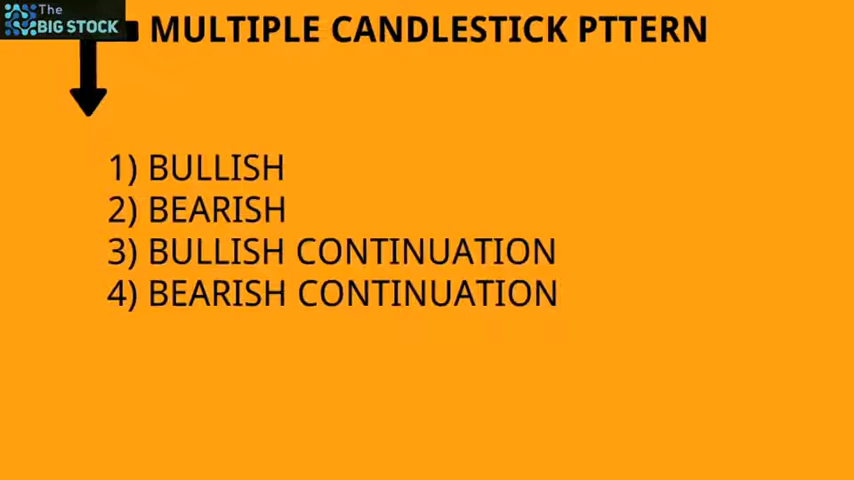 The
BIG STOCK
MULTIPLE CANDLESTICK PTTERN
1) BULLISH
2) BEARISH
3) BULLISH CONTINUATION
4) BEARISH CONTINUATION